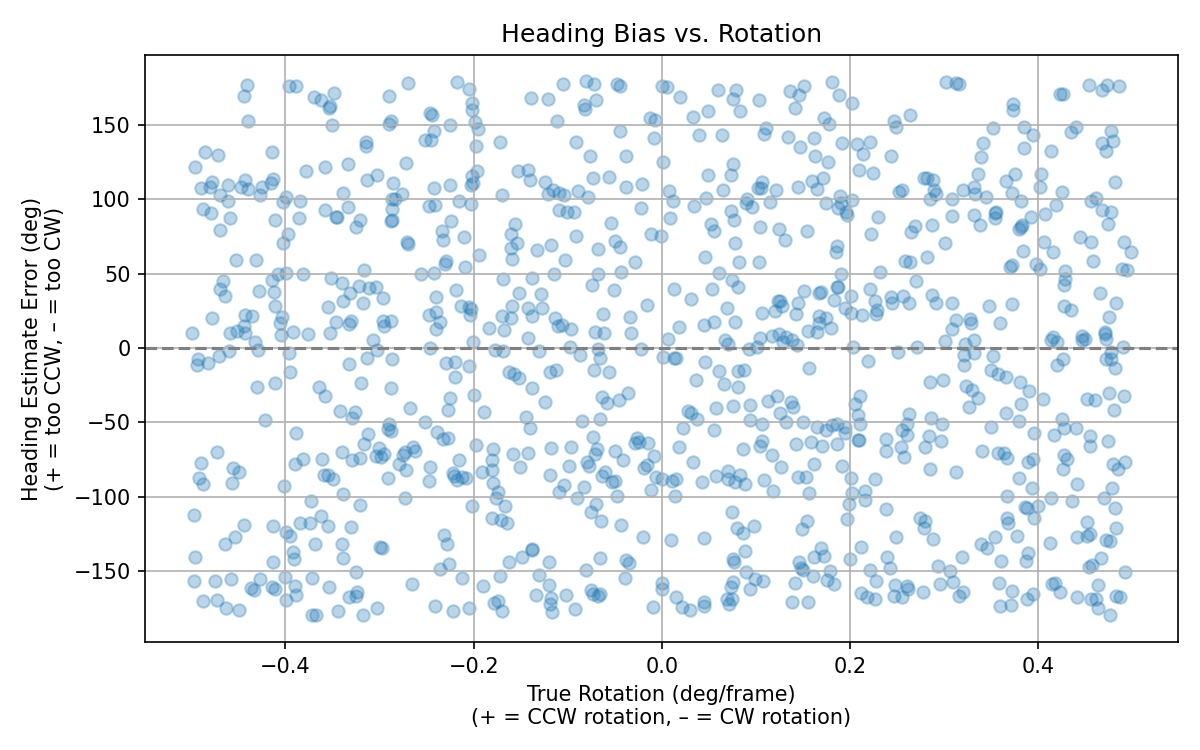 Heading Bias vs. Rotation
Heading Estimate Error (deg)
(+ = too CCW, – = too CW)
150
100
50
0
−50
−100
−150
−0.4
−0.2
0.0
0.2
0.4
True Rotation (deg/frame)
(+ = CCW rotation, – = CW rotation)